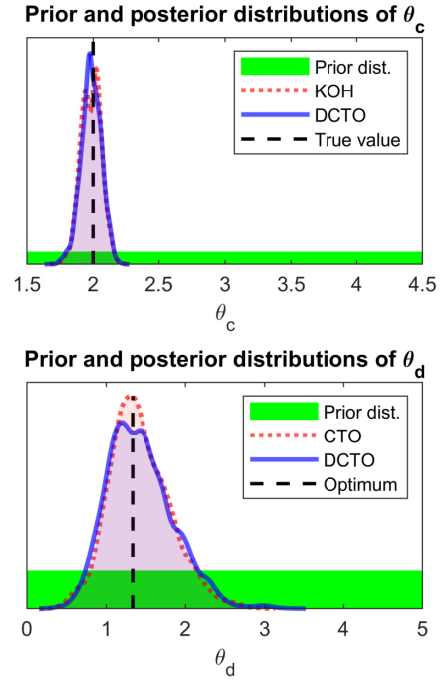 Prior and posterior distributions of θc
Prior dist.
KOH
DCTO
True value
1.5 2 2.5 3 3.5 4 4.5
θc
Prior and posterior distributions of θd
Prior dist.
CTO
DCTO
Optimum
0 1 2 3 4 5
θd